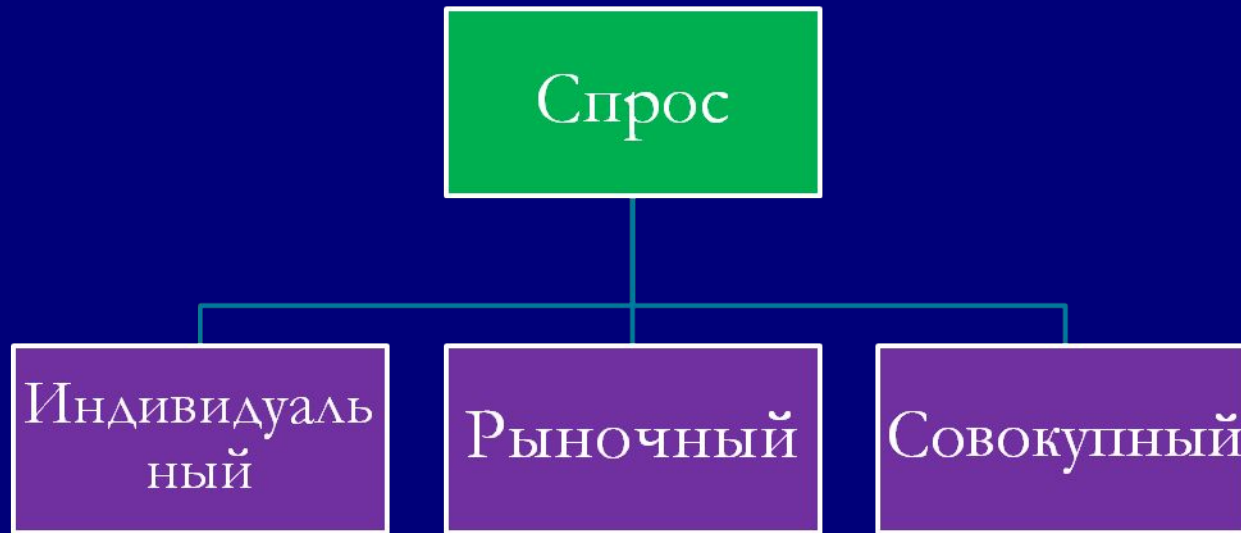 Спрос
Индивидуаль
ный
Рыночный
Совокупный